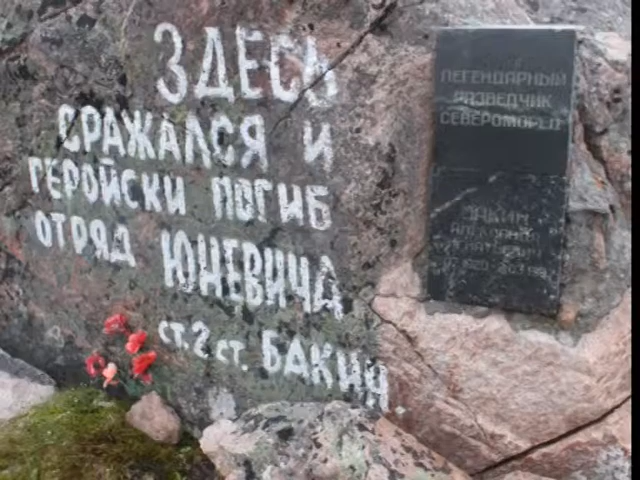 ЗДЕСЬ
СРАЖАЛСЯ И
ГЕРОЙСКИ ПОГИБ
ОТРЯД ЮНЕВИЧА
СТ.2 СТ. БАКИН
ЛЕГЕНДАРНЫЙ
РАЗВЕДЧИК
СЕВЕРОМОРЕЦ